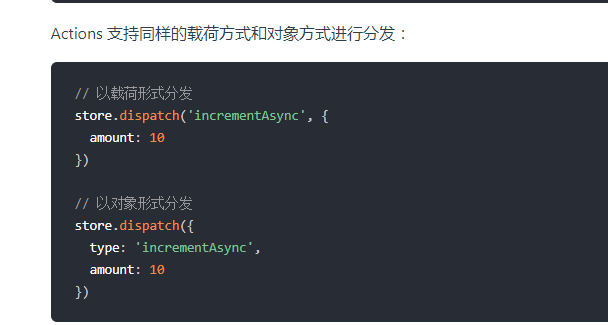 Actions 支持同样的载荷方式和对象方式进行分发：
// 以载荷形式分发
store.dispatch('incrementAsync', {
  amount: 10
})
// 以对象形式分发
store.dispatch({
  type: 'incrementAsync',
  amount: 10
})